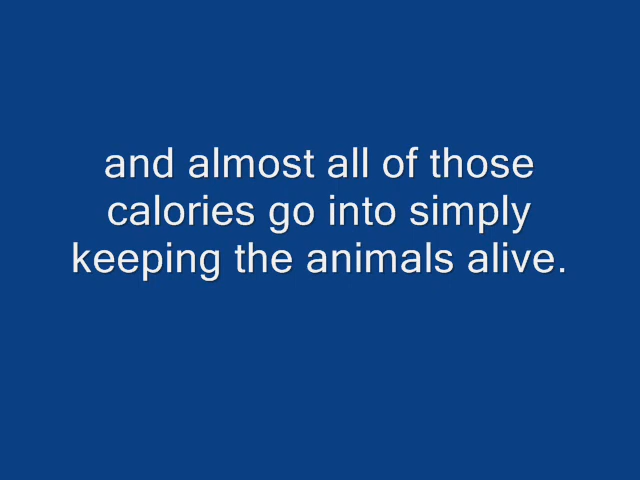 and almost all of those
calories go into simply
keeping the animals alive.